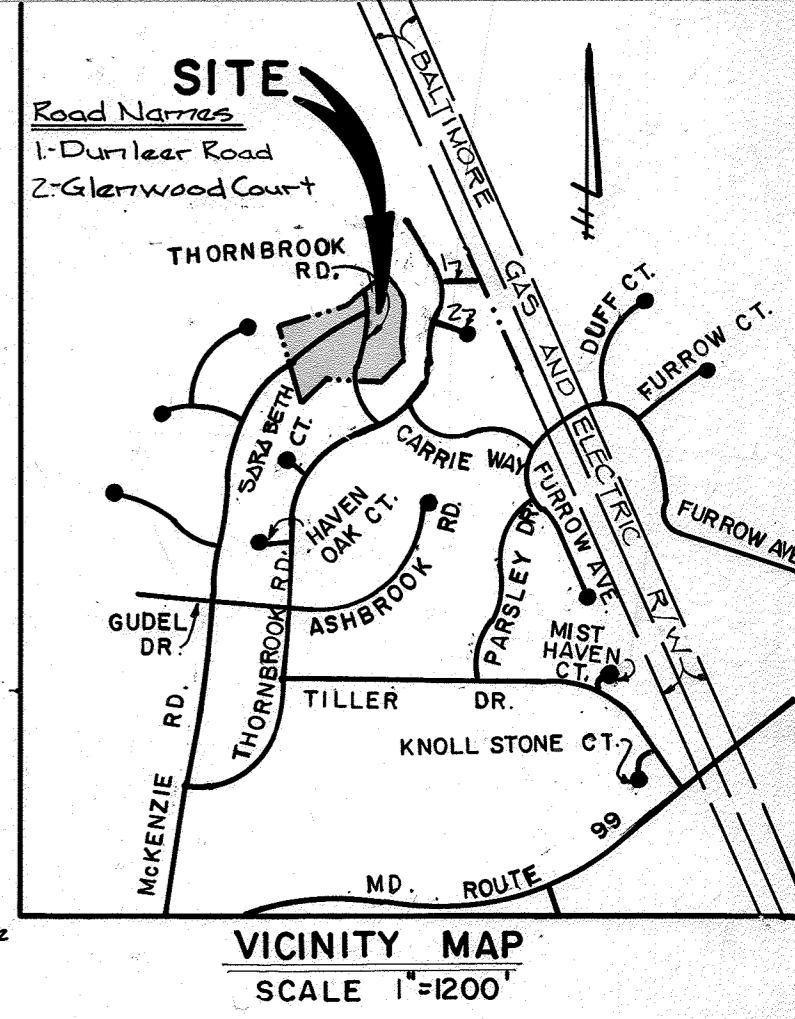 SITE
Road Names
1.-Dunleer Road
2.-Glenwood Court
THORNBROOK
RD.
BALTIMORE GAS AND ELECTRIC R/W
DUFF CT.
FURROW CT.
SARA BETH
CT.
CARRIE WAY
FURROW AVE.
FURROW AVE
HAVEN
OAK CT.
ASHBROOK RD.
PARSLEY DR.
GUDEL
DR.
THORNBROOK RD.
MIST
HAVEN
CT.
TILLER DR.
KNOLL STONE CT.
McKENZIE RD.
MD. ROUTE 99
VICINITY MAP
SCALE 1"=1200'